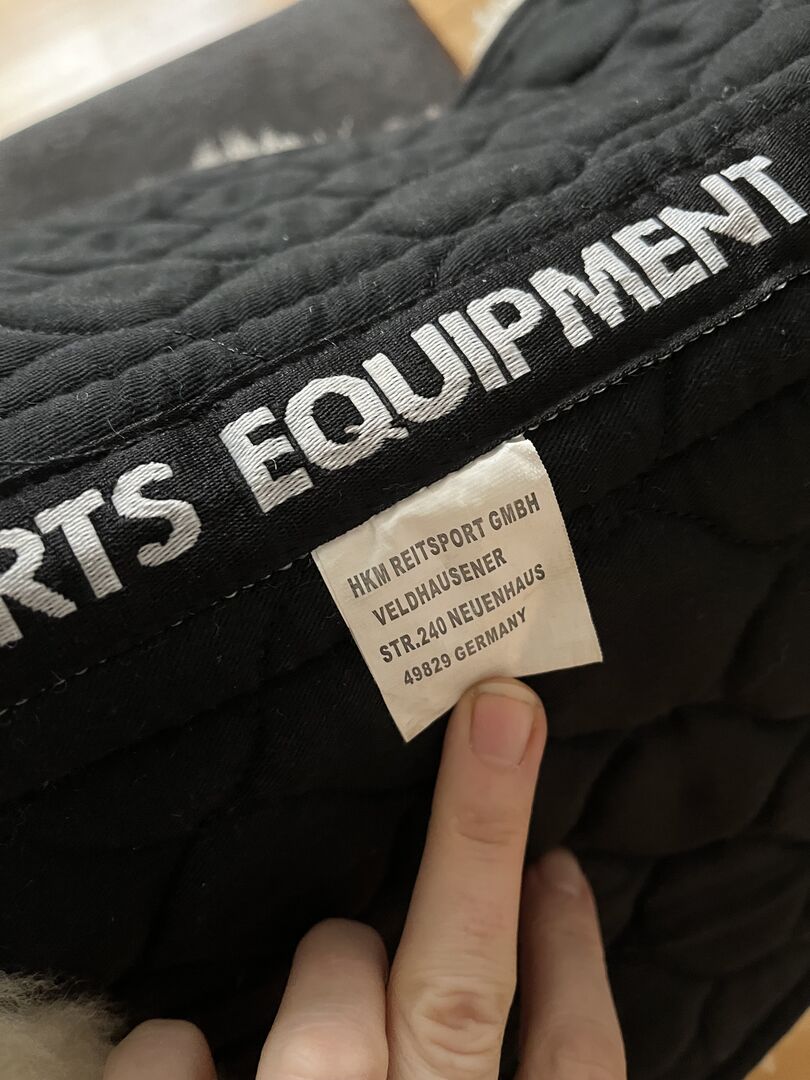 RTS EQUIPMENT
HKM REITSPORT GMBH
VELDHAUSENER
STR.240 NEUENHAUS
49829 GERMANY